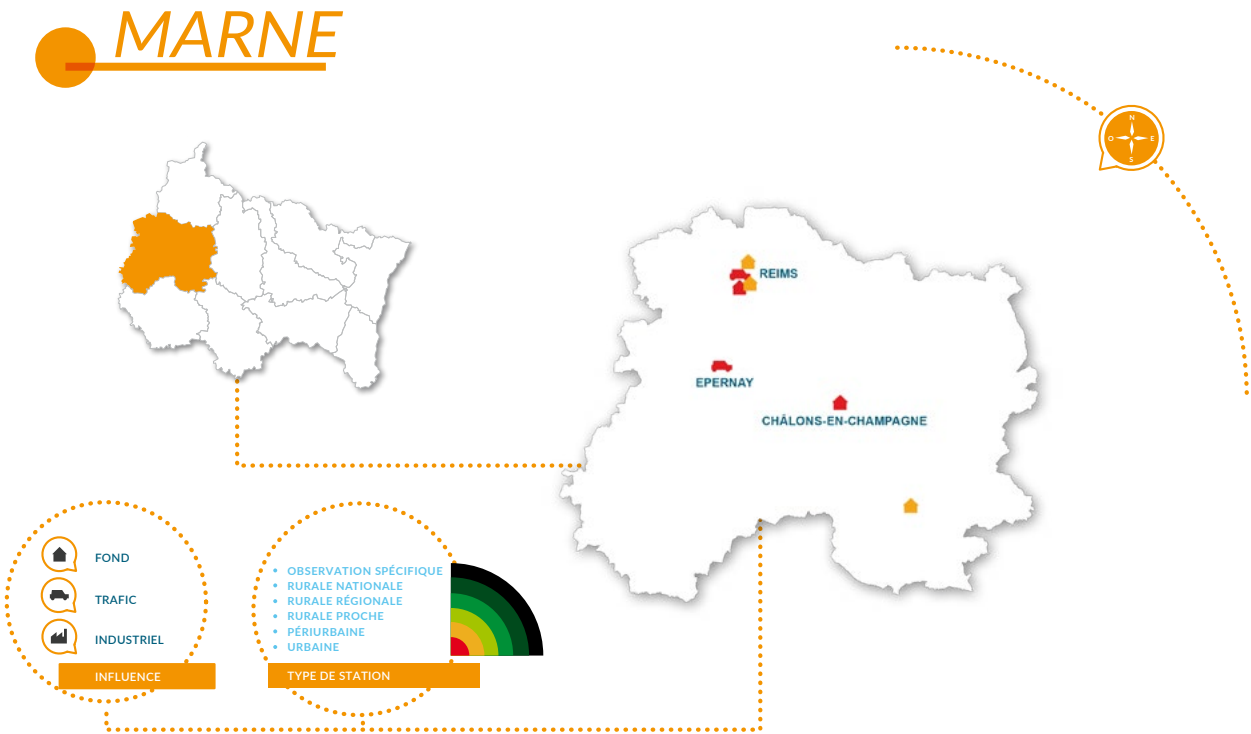 MARNE
N
O E
S
REIMS
EPERNAY
CHÂLONS-EN-CHAMPAGNE
FOND
TRAFIC
INDUSTRIEL
INFLUENCE
• OBSERVATION SPÉCIFIQUE
• RURALE NATIONALE
• RURALE RÉGIONALE
• RURALE PROCHE
• PÉRIURBAINE
• URBAINE
TYPE DE STATION